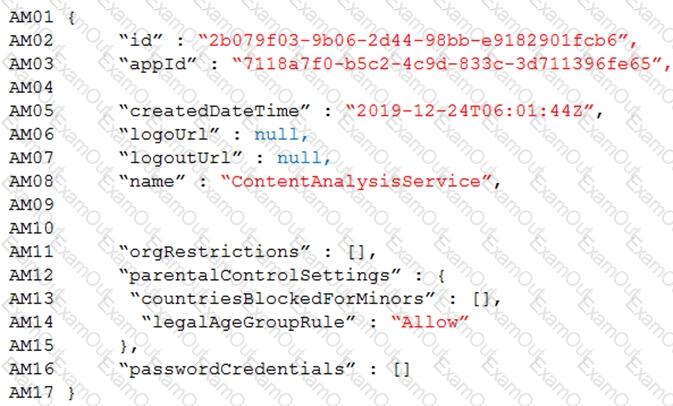 AM01 {
AM02 "id" : “2b079f03-9b06-2d44-98bb-e9182901fcb6”,
AM03 "appId" : “7118a7f0-b5c2-4c9d-833c-3d711396fe65”,
AM04
AM05 "createdDateTime" : “2019-12-24T06:01:44Z”,
AM06 "logoUrl” : null,
AM07 "logoutUrl” : null,
AM08 "name” : “ContentAnalysisService”,
AM09
AM10
AM11 "orgRestrictions” : [],
AM12 "parentalControlSettings” : {
AM13 "countriesBlockedForMinors” : [],
AM14 "legalAgeGroupRule” : “Allow”
AM15 },
AM16 "passwordCredentials” : []
AM17 }